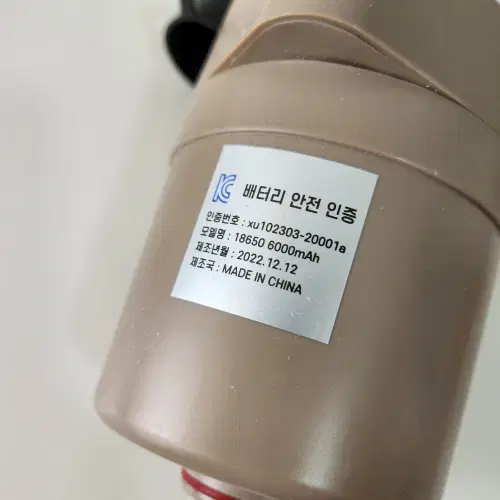 KC 배터리 안전 인증
인증번호 : xu102303-20001a
모밀명 : 18650 6000mAh
제조년월 : 2022.12.12
제조국 : MADE IN CHINA